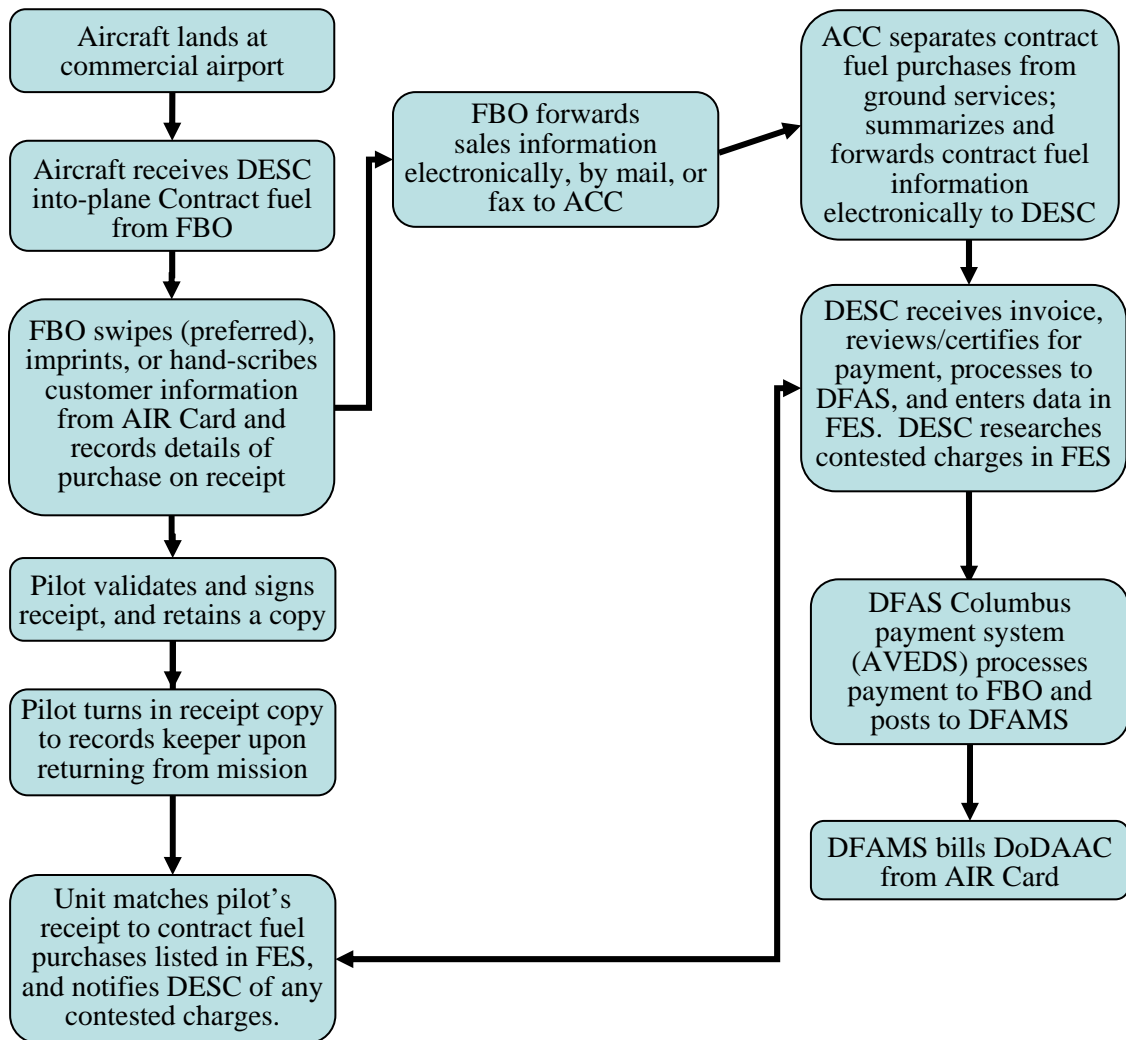 Aircraft lands at
commercial airport
Aircraft receives DESC
into-plane Contract fuel
from FBO
FBO swipes (preferred),
imprints, or hand-scribes
customer information
from AIR Card and
records details of
purchase on receipt
Pilot validates and signs
receipt, and retains a copy
Pilot turns in receipt copy
to records keeper upon
returning from mission
Unit matches pilot’s
receipt to contract fuel
purchases listed in FES,
and notifies DESC of any
contested charges.
FBO forwards
sales information
electronically, by mail, or
fax to ACC
ACC separates contract
fuel purchases from
ground services;
summarizes and
forwards contract fuel
information
electronically to DESC
DESC receives invoice,
reviews/certifies for
payment, processes to
DFAS, and enters data in
FES.  DESC researches
contested charges in FES
DFAS Columbus
payment system
(AVEDS) processes
payment to FBO and
posts to DFAMS
DFAMS bills DoDAAC
from AIR Card